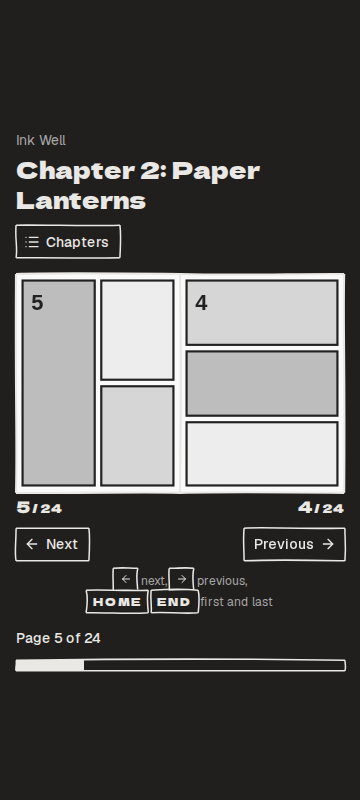 Ink Well
Chapter 2: Paper
Lanterns
Chapters
5 4
5/24 4/24
← Next Previous →
← next, → previous,
HOME END first and last
Page 5 of 24